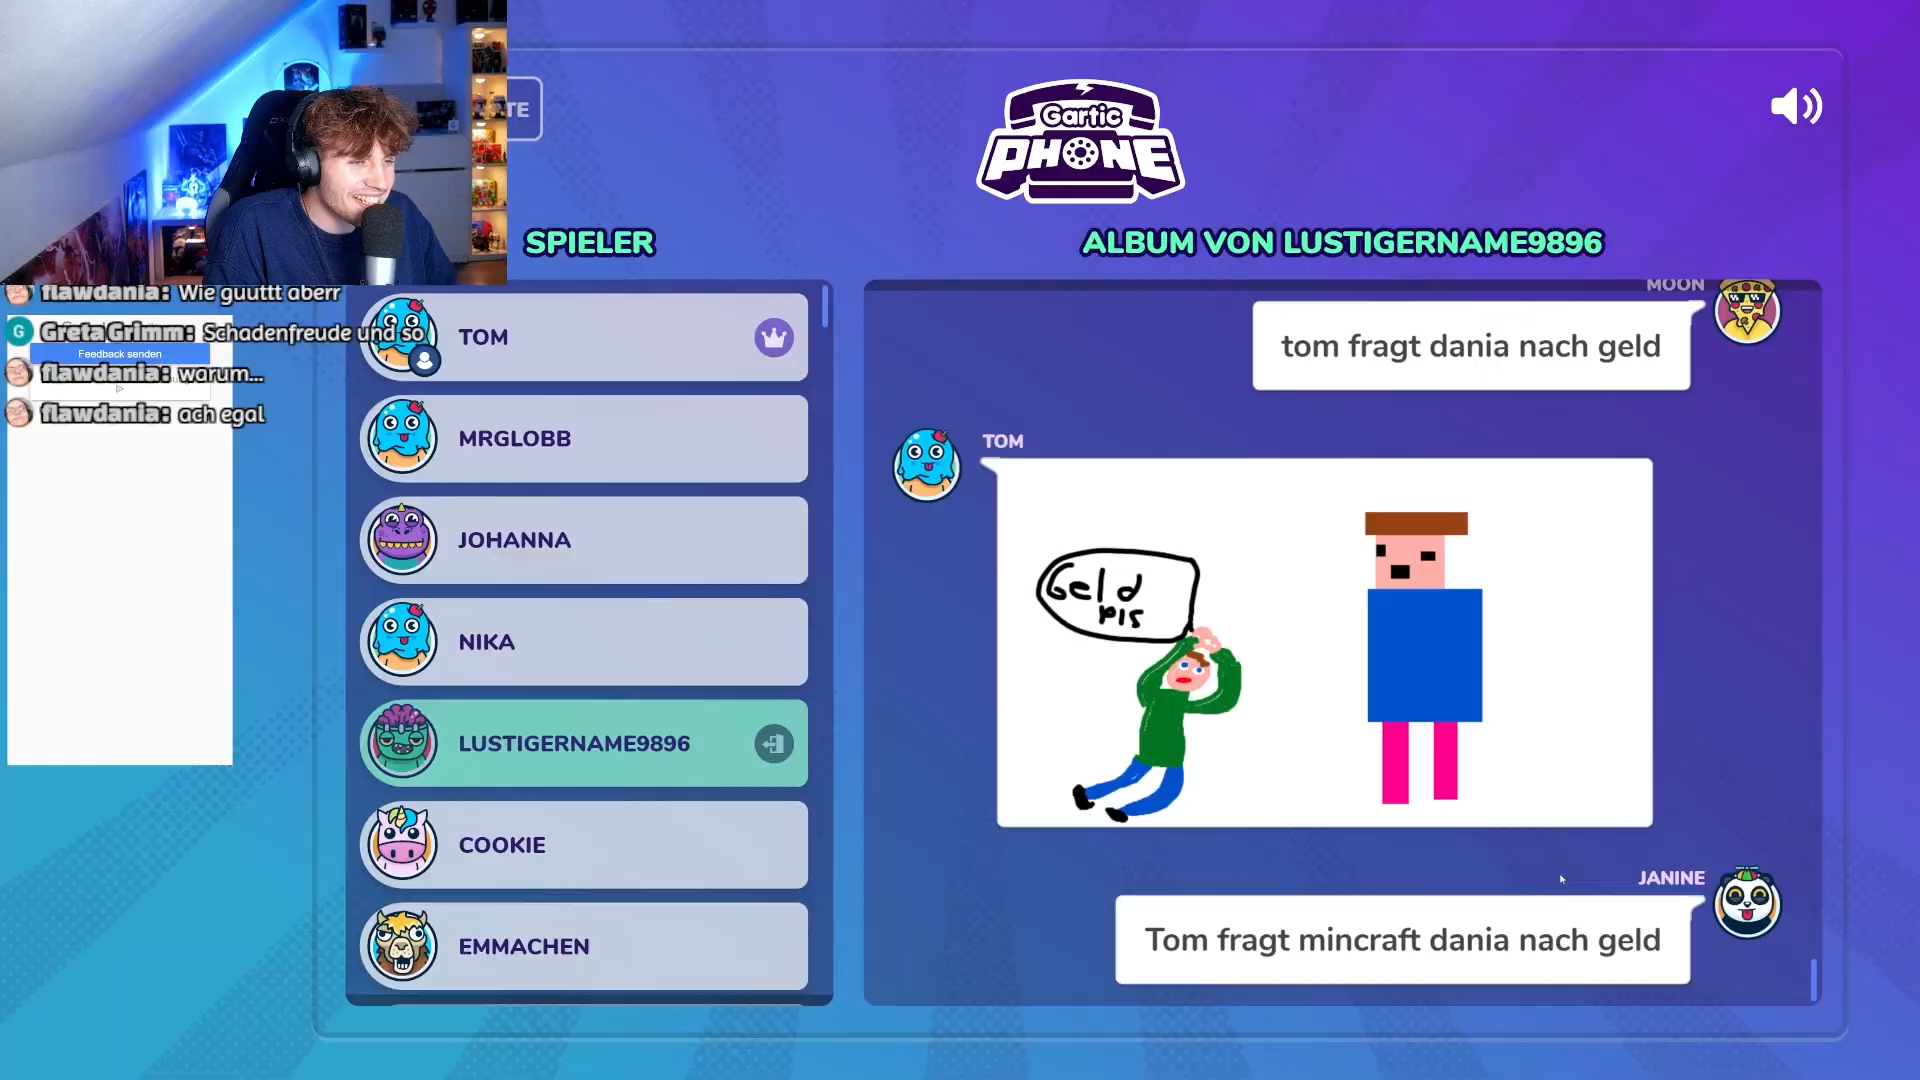 TE
Gartic
PHONE
SPIELER
ALBUM VON LUSTIGERNAME9896
flawdania: Wie guuttt aberr
G GretaGrimm: Schadenfreude und so
Feedback senden
flawdania: warum...
flawdania: ach egal
TOM
MRGLOBB
JOHANNA
NIKA
LUSTIGERNAME9896
COOKIE
EMMACHEN
MOON
tom fragt dania nach geld
TOM
Geld
pls
JANINE
Tom fragt mincraft dania nach geld